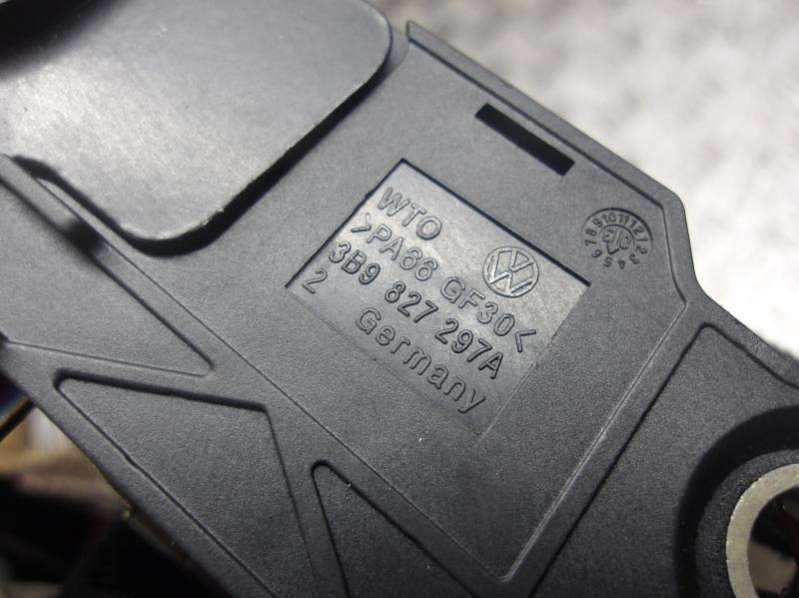 WTO
>PA66 GF30<
3B9 827 297A
2 Germany